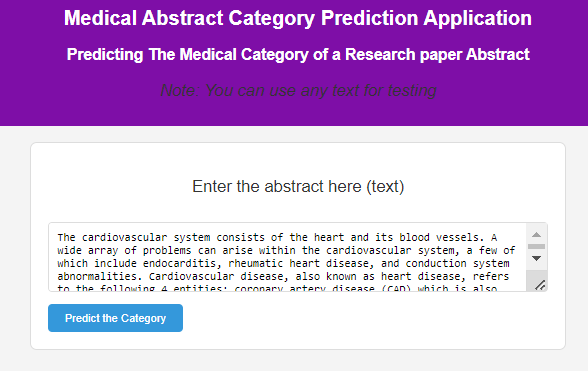 Medical Abstract Category Prediction Application
Predicting The Medical Category of a Research paper Abstract
Note: You can use any text for testing
Enter the abstract here (text)
The cardiovascular system consists of the heart and its blood vessels. A
wide array of problems can arise within the cardiovascular system, a few of
which include endocarditis, rheumatic heart disease, and conduction system
abnormalities. Cardiovascular disease, also known as heart disease, refers
to the following 4 entities: coronary artery disease (CAD) which is also
Predict the Category